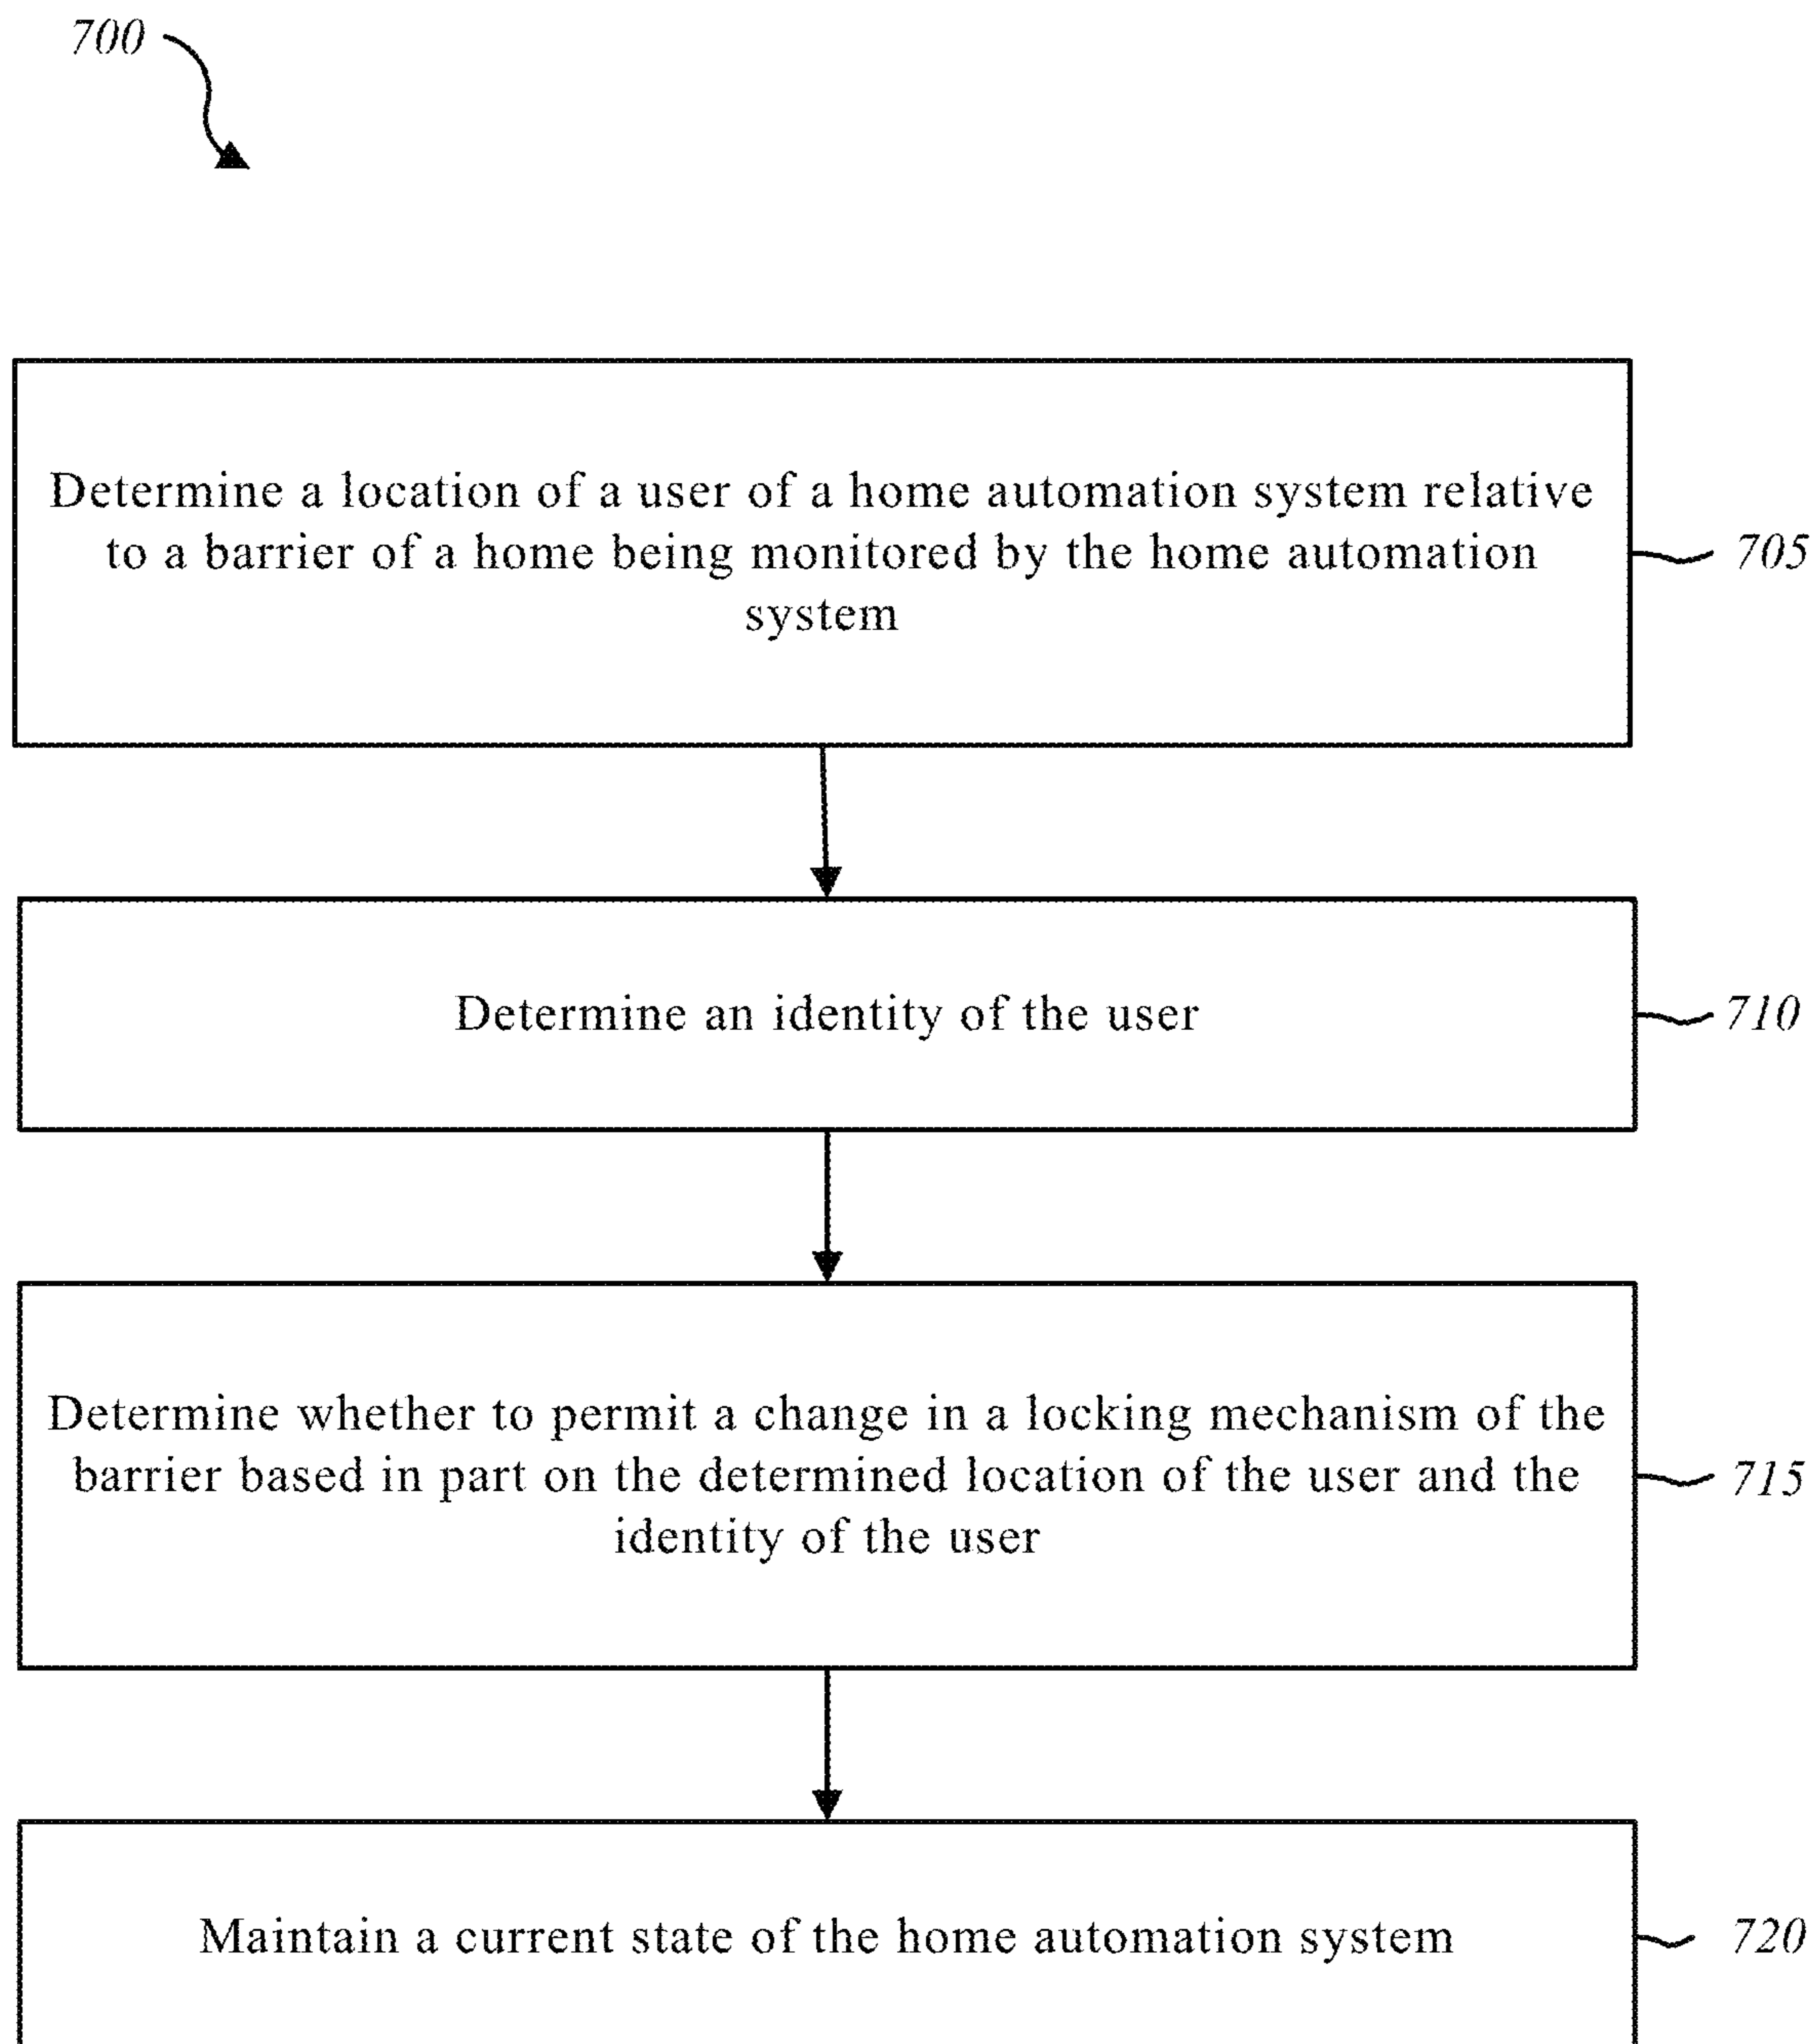 700
Determine a location of a user of a home automation system relative
to a barrier of a home being monitored by the home automation
system
705
Determine an identity of the user
710
Determine whether to permit a change in a locking mechanism of the
barrier based in part on the determined location of the user and the
identity of the user
715
Maintain a current state of the home automation system
720